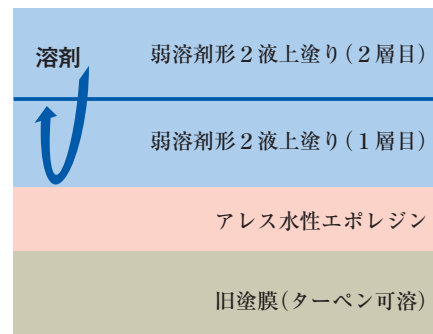 溶剤
弱溶剤形2液上塗り(2層目)
弱溶剤形2液上塗り(1層目)
アレス水性エポレジン
旧塗膜(ターペン可溶)